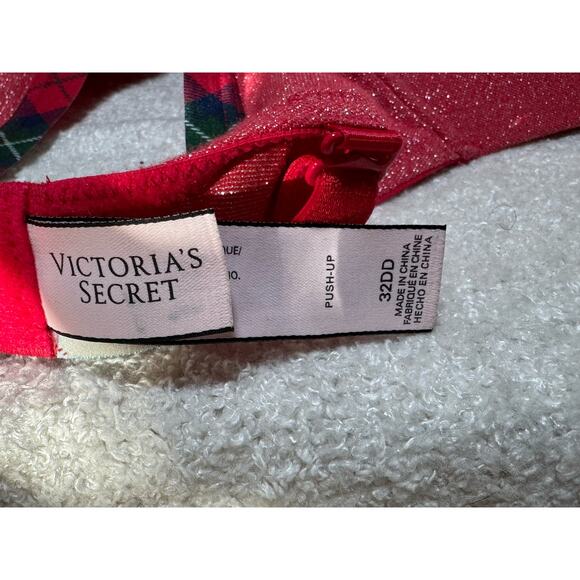 VICTORIA'S
SECRET
PUSH-UP
32DD
MADE IN CHINA
FABRIQUÉ EN CHINE
HECHO EN CHINA